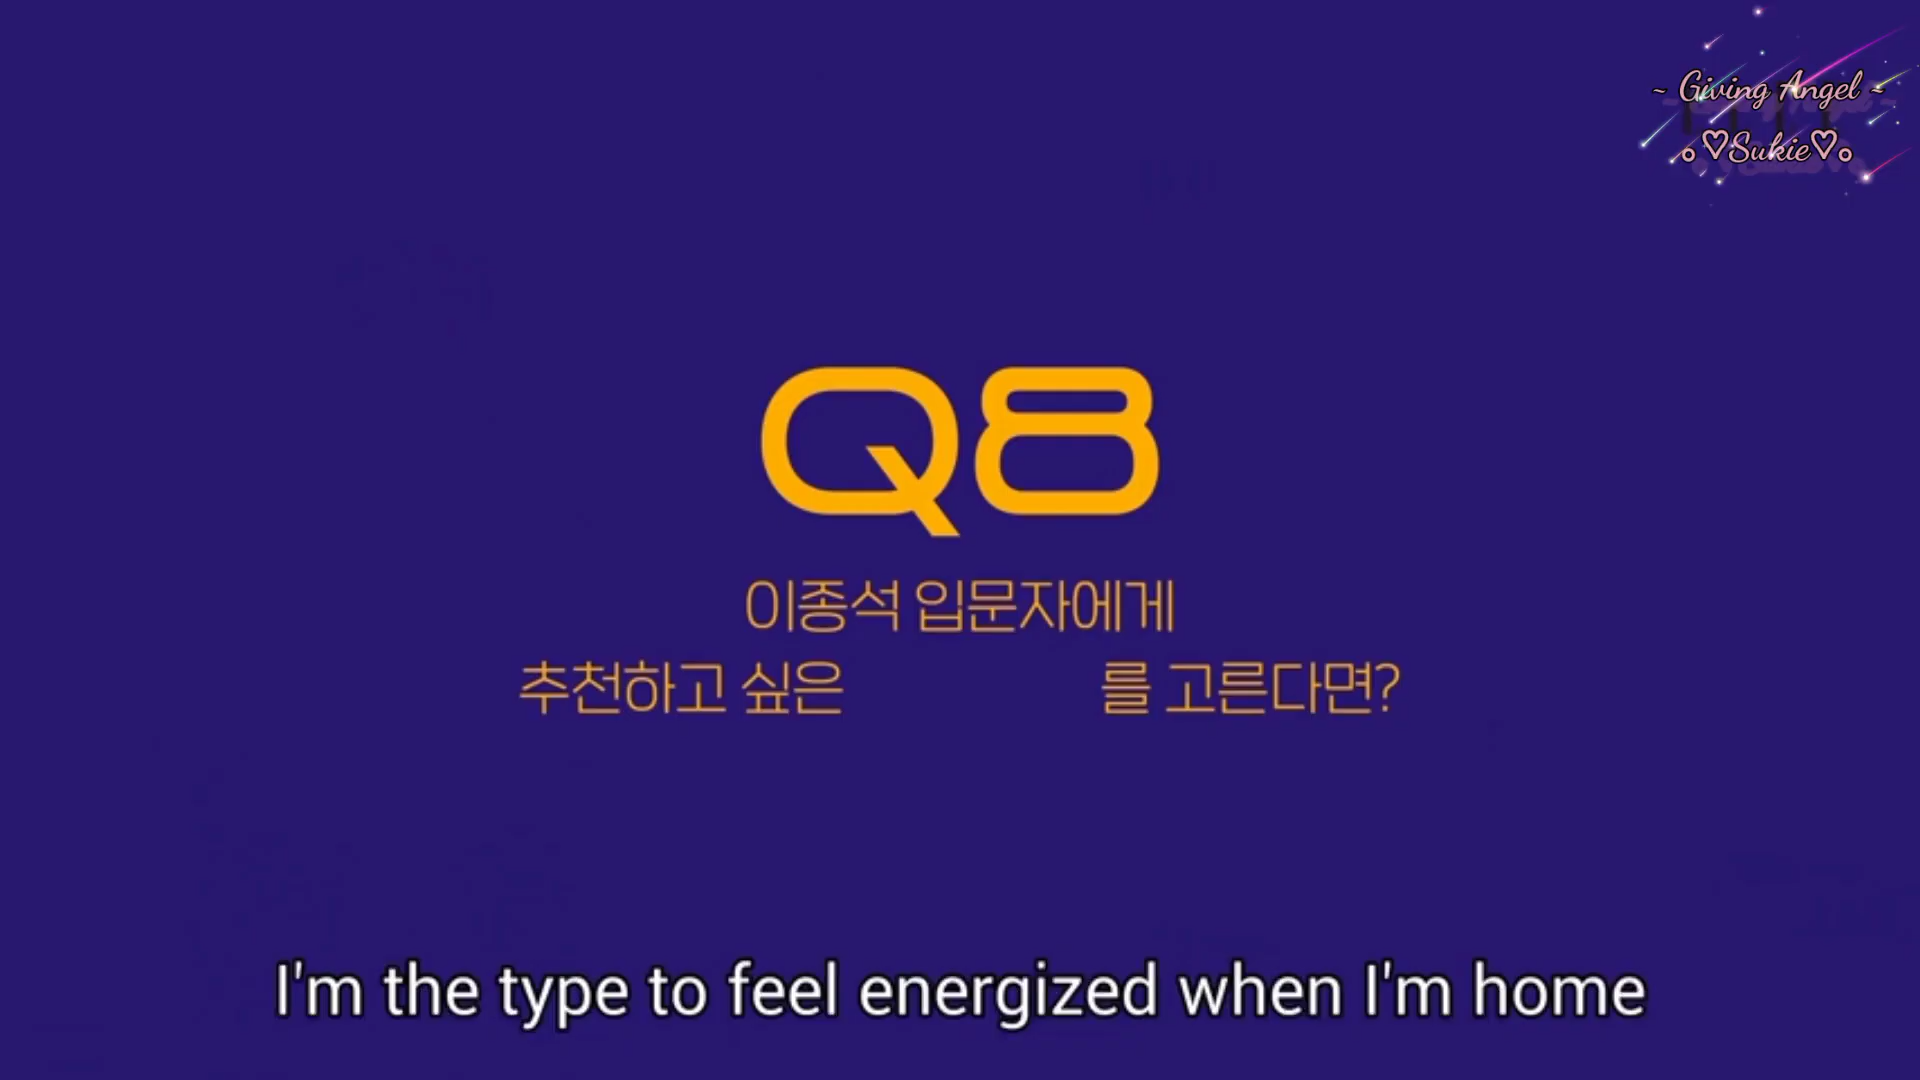 ~ Giving Angel ~
Sukie
Q8
이종석 입문자에게
추천하고 싶은 를 고른다면?
I'm the type to feel energized when I'm home